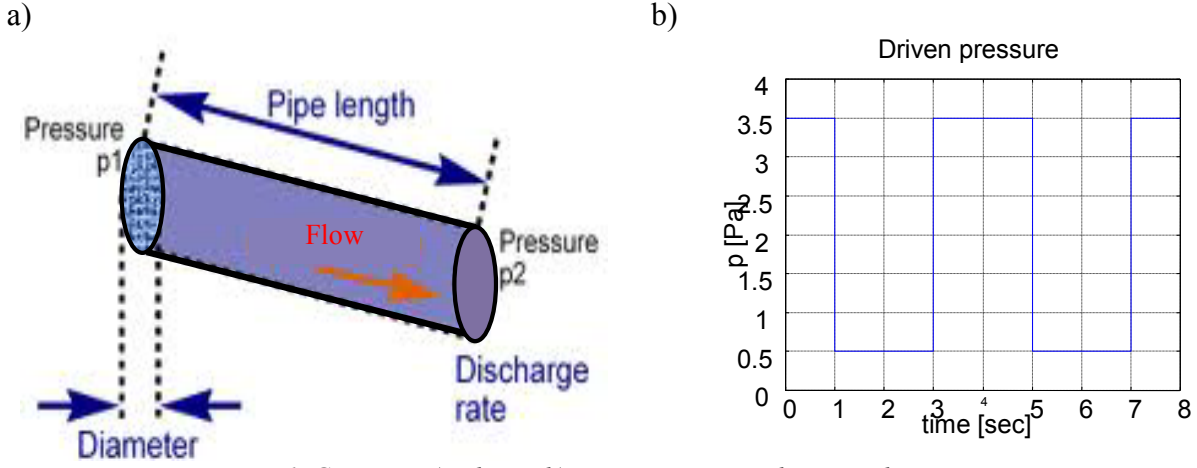 a)
Pipe length
Pressure
p1
Flow
Pressure
p2
Discharge
rate
Diameter
b)
Driven pressure
4
3.5
3
2.5
2
1.5
1
0.5
0
p [Pa]
0 1 2 3 4 5 6 7 8
time [sec]